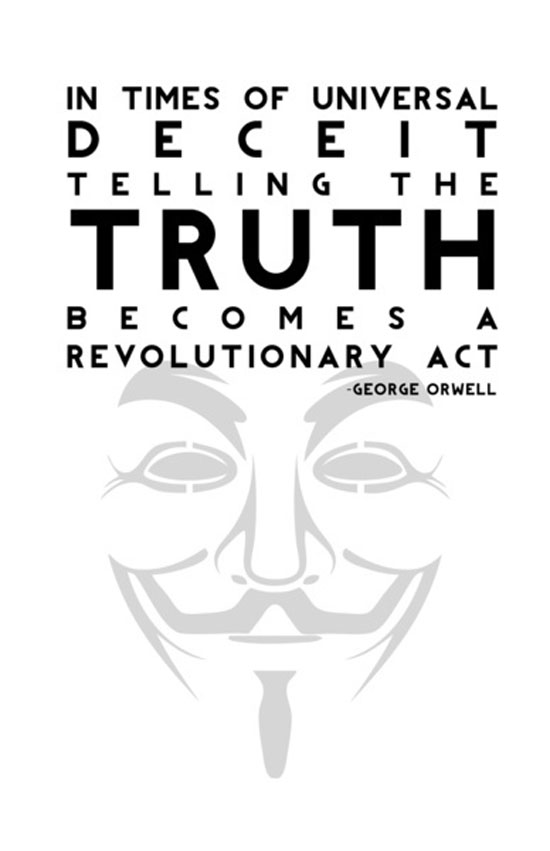 IN TIMES OF UNIVERSAL
DECEIT
TELLING THE
TRUTH
BECOMES A
REVOLUTIONARY ACT
-GEORGE ORWELL